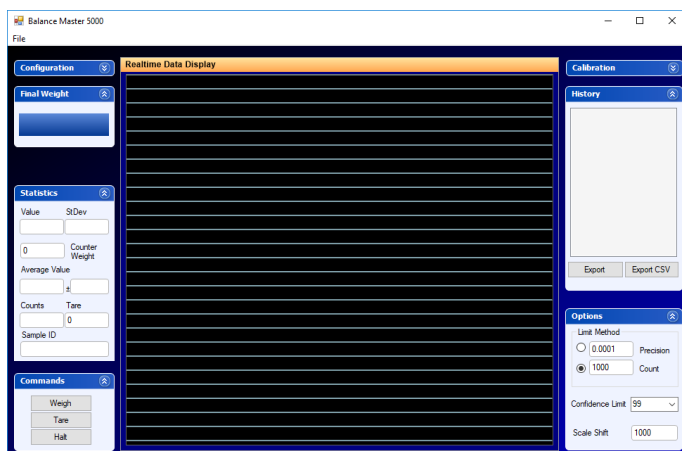 Balance Master 5000
File
Configuration
Final Weight
Statistics
Value StDev
0 Counter
Weight
Average Value
±
Counts Tare
0
Sample ID
Commands
Weigh
Tare
Halt
Realtime Data Display
Calibration
History
Export Export CSV
Options
Limit Method
0.0001 Precision
1000 Count
Confidence Limit 99
Scale Shift 1000